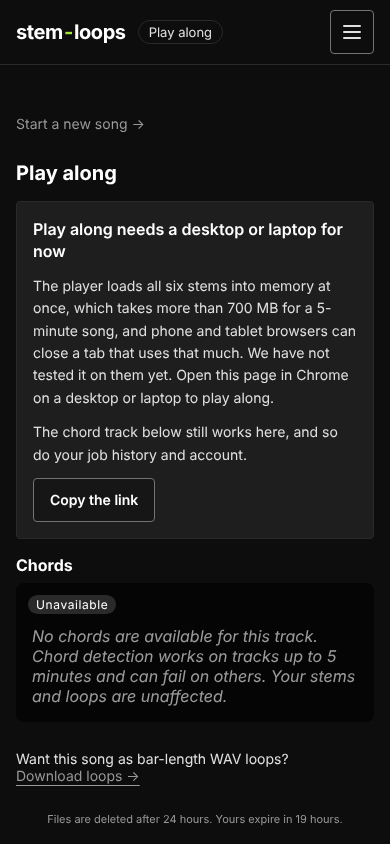 stem-loops
Play along
Start a new song →
Play along
Play along needs a desktop or laptop for
now
The player loads all six stems into memory at
once, which takes more than 700 MB for a 5-
minute song, and phone and tablet browsers can
close a tab that uses that much. We have not
tested it on them yet. Open this page in Chrome
on a desktop or laptop to play along.
The chord track below still works here, and so
do your job history and account.
Copy the link
Chords
Unavailable
No chords are available for this track.
Chord detection works on tracks up to 5
minutes and can fail on others. Your stems
and loops are unaffected.
Want this song as bar-length WAV loops?
Download loops →
Files are deleted after 24 hours. Yours expire in 19 hours.